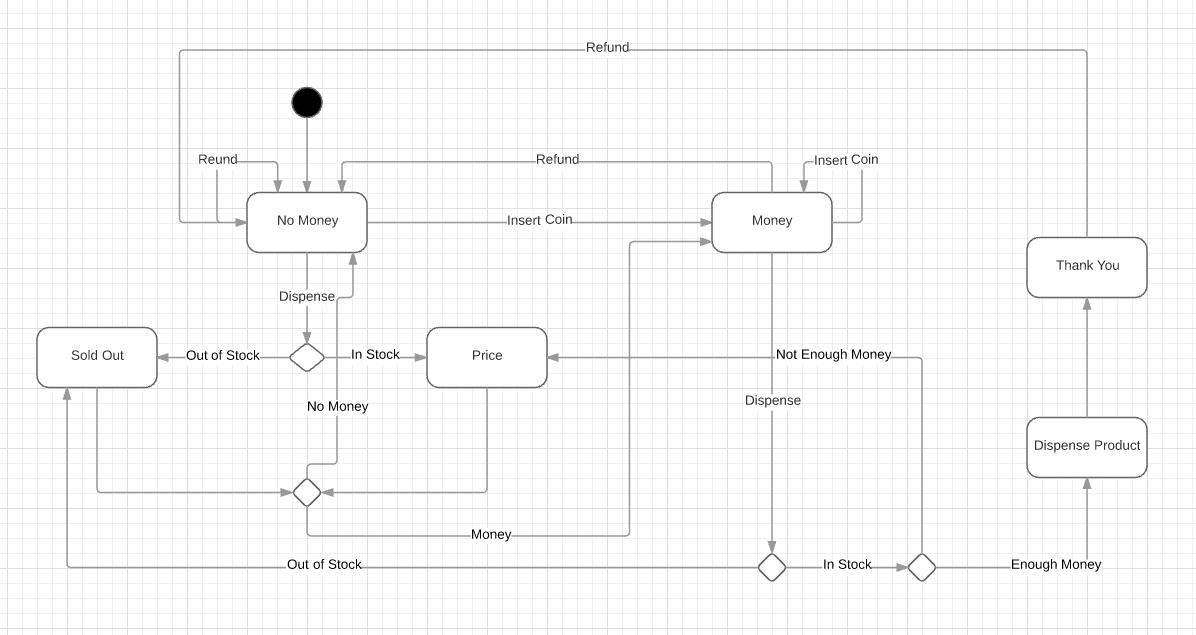 Refund
Reund
Refund
Insert Coin
No Money
Insert Coin
Money
Thank You
Dispense
Sold Out
Out of Stock
In Stock
Price
Not Enough Money
No Money
Dispense
Dispense Product
Money
Out of Stock
In Stock
Enough Money